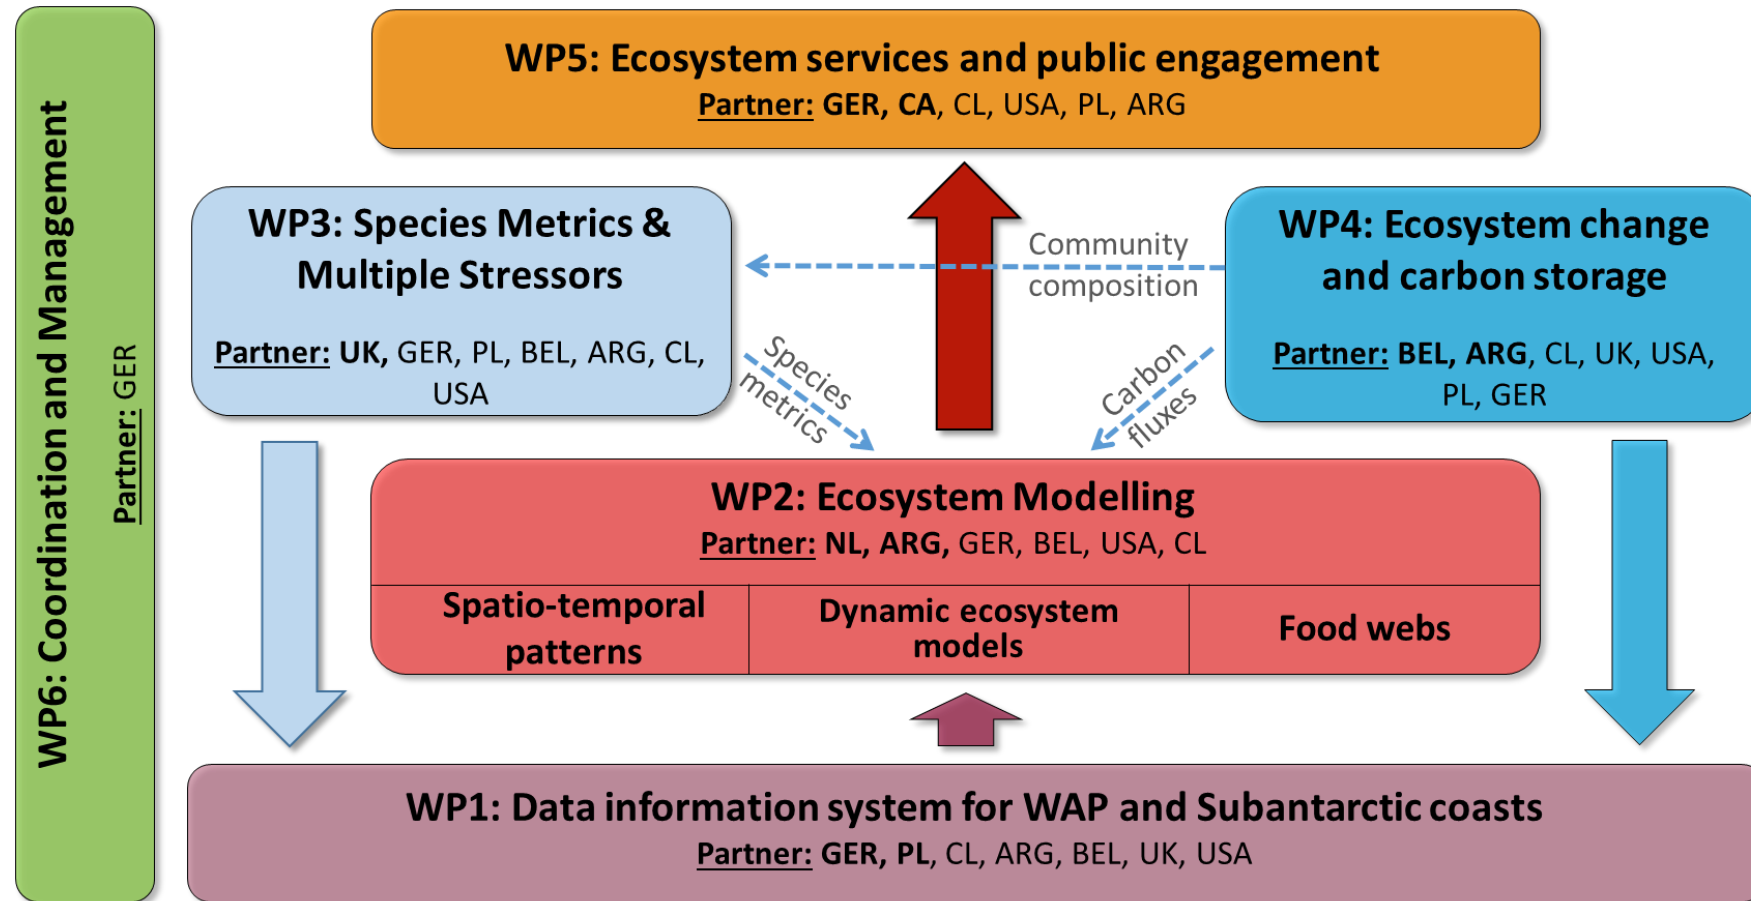 WP6: Coordination and Management
Partner: GER
WP5: Ecosystem services and public engagement
Partner: GER, CA, CL, USA, PL, ARG
WP3: Species Metrics &
Multiple Stressors
Partner: UK, GER, PL, BEL, ARG, CL,
USA
Community
composition
WP4: Ecosystem change
and carbon storage
Partner: BEL, ARG, CL, UK, USA,
PL, GER
Species
metrics
Carbon
fluxes
WP2: Ecosystem Modelling
Partner: NL, ARG, GER, BEL, USA, CL
Spatio-temporal
patterns
Dynamic ecosystem
models
Food webs
WP1: Data information system for WAP and Subantarctic coasts
Partner: GER, PL, CL, ARG, BEL, UK, USA